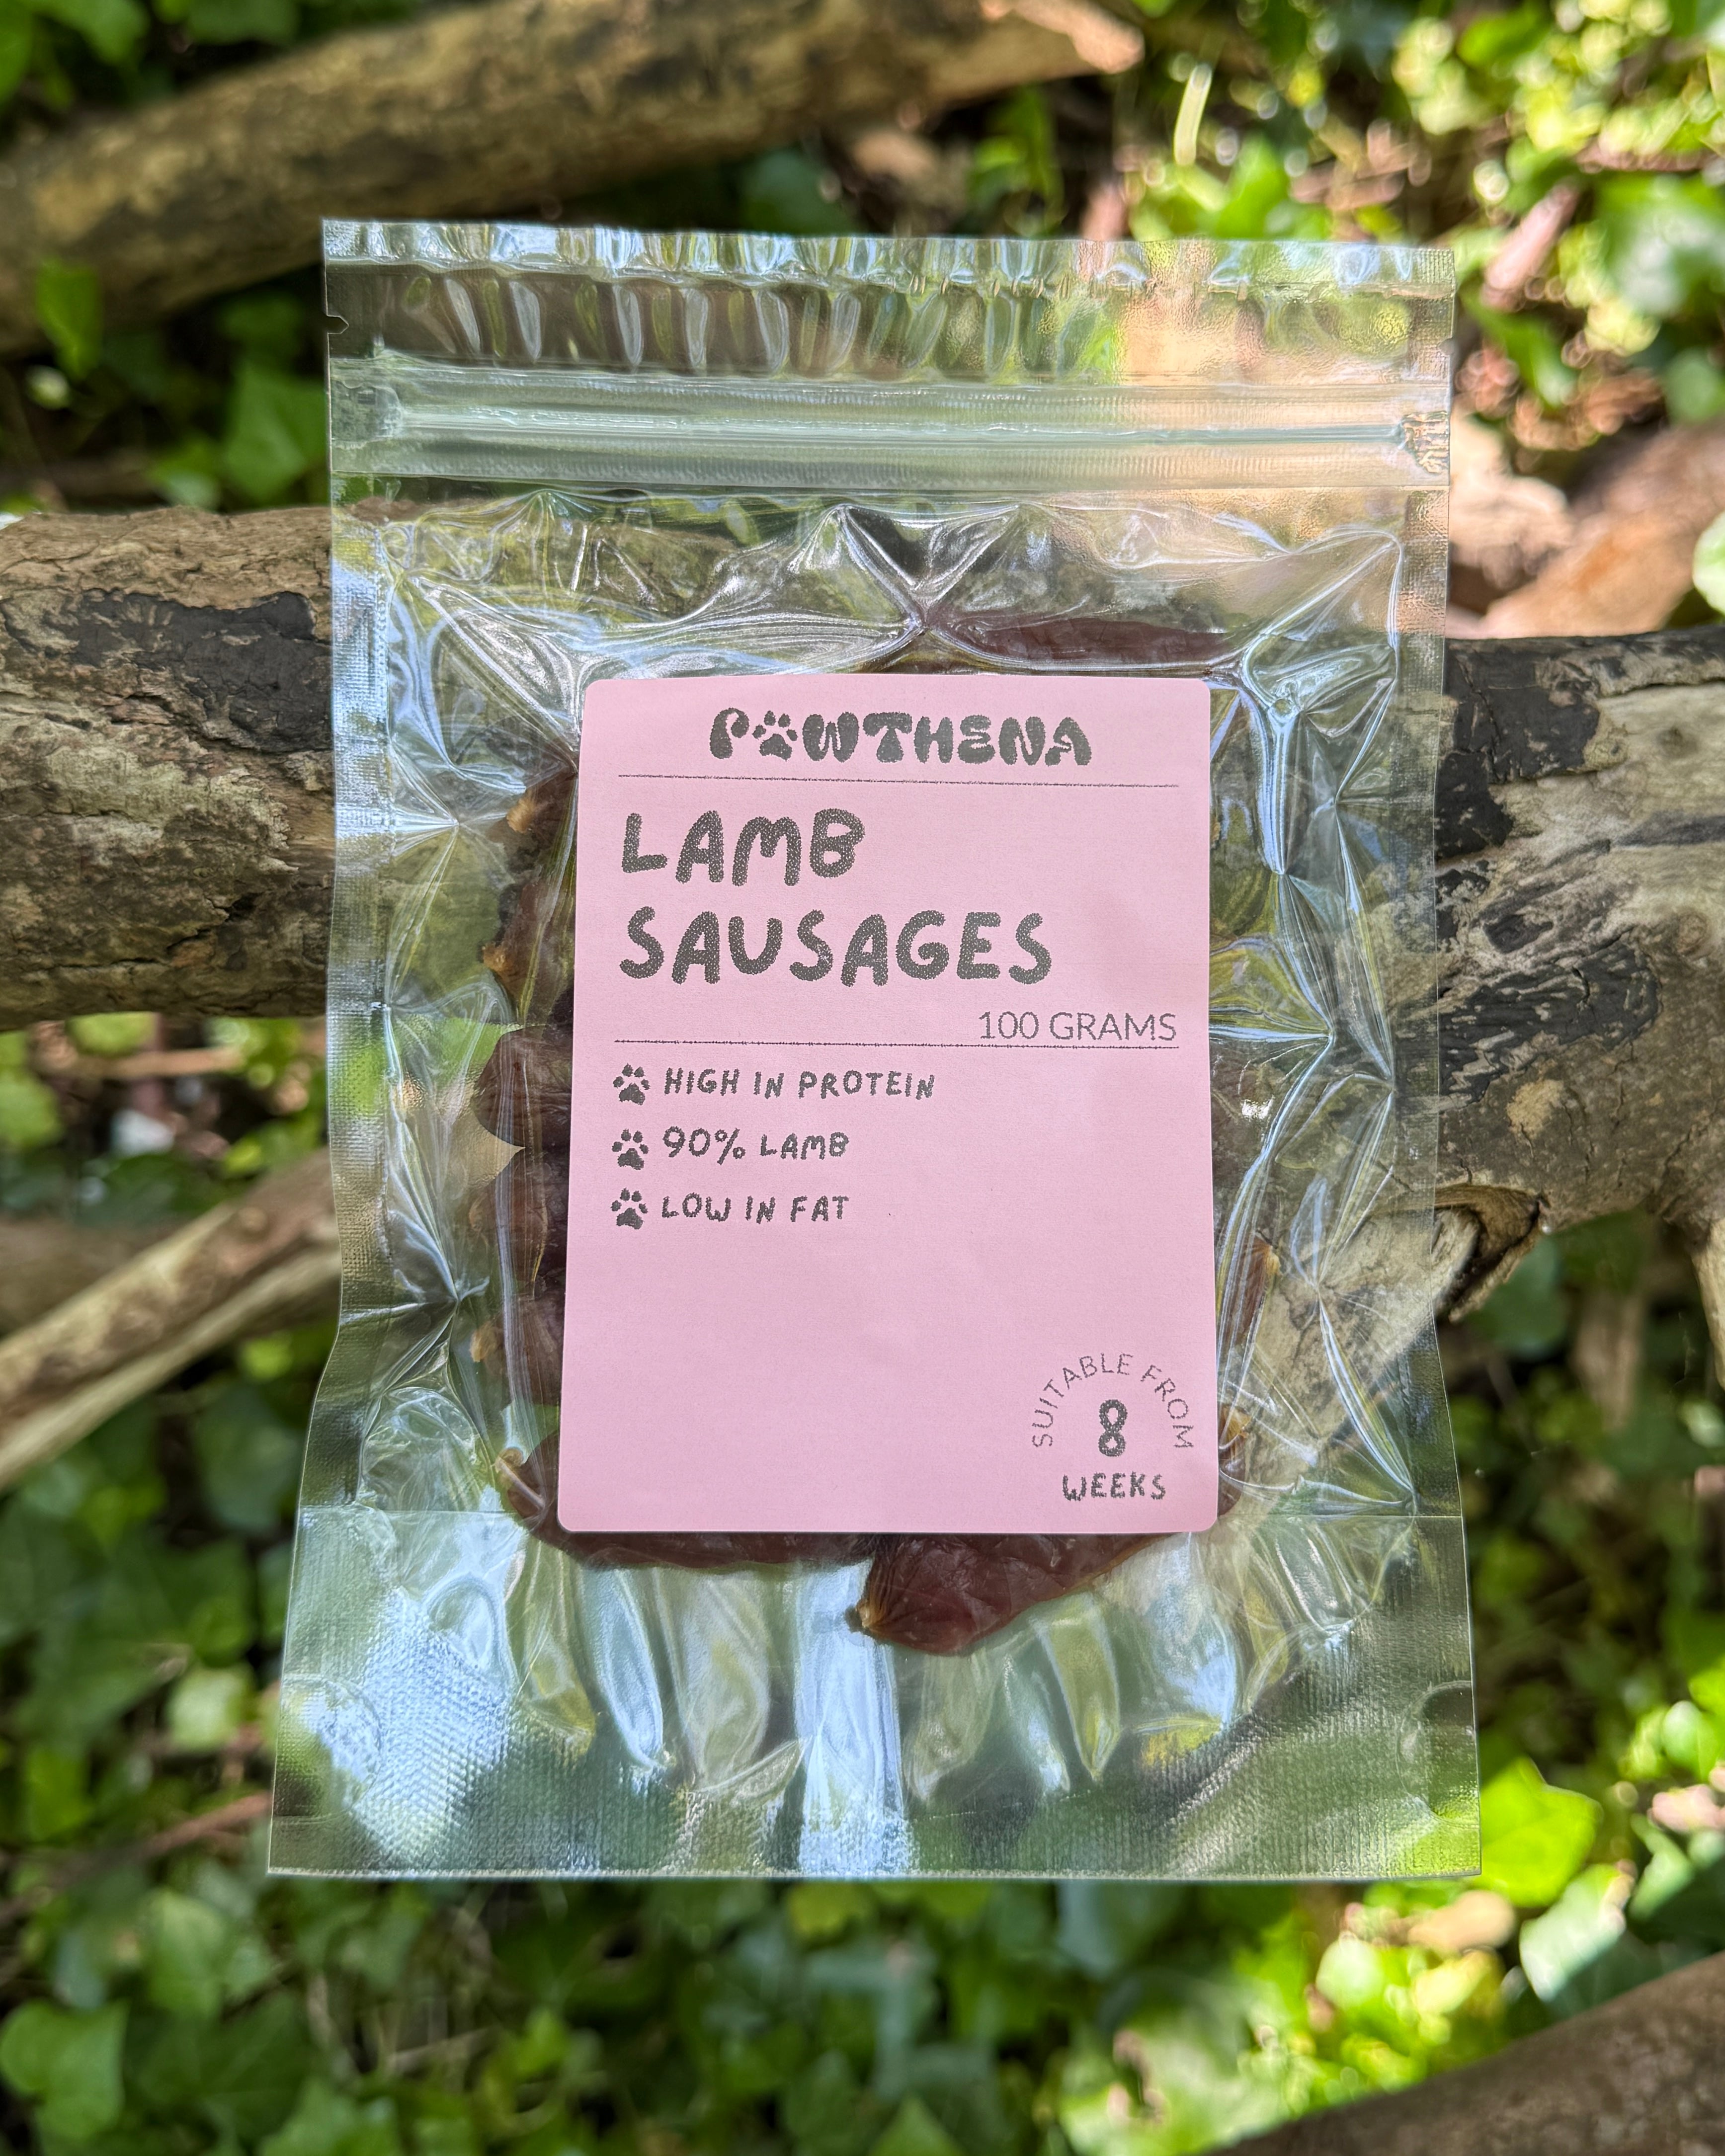 PAWTHENA
LAMB
SAUSAGES
100 GRAMS
HIGH IN PROTEIN
90% LAMB
LOW IN FAT
SUITABLE FROM
8
WEEKS